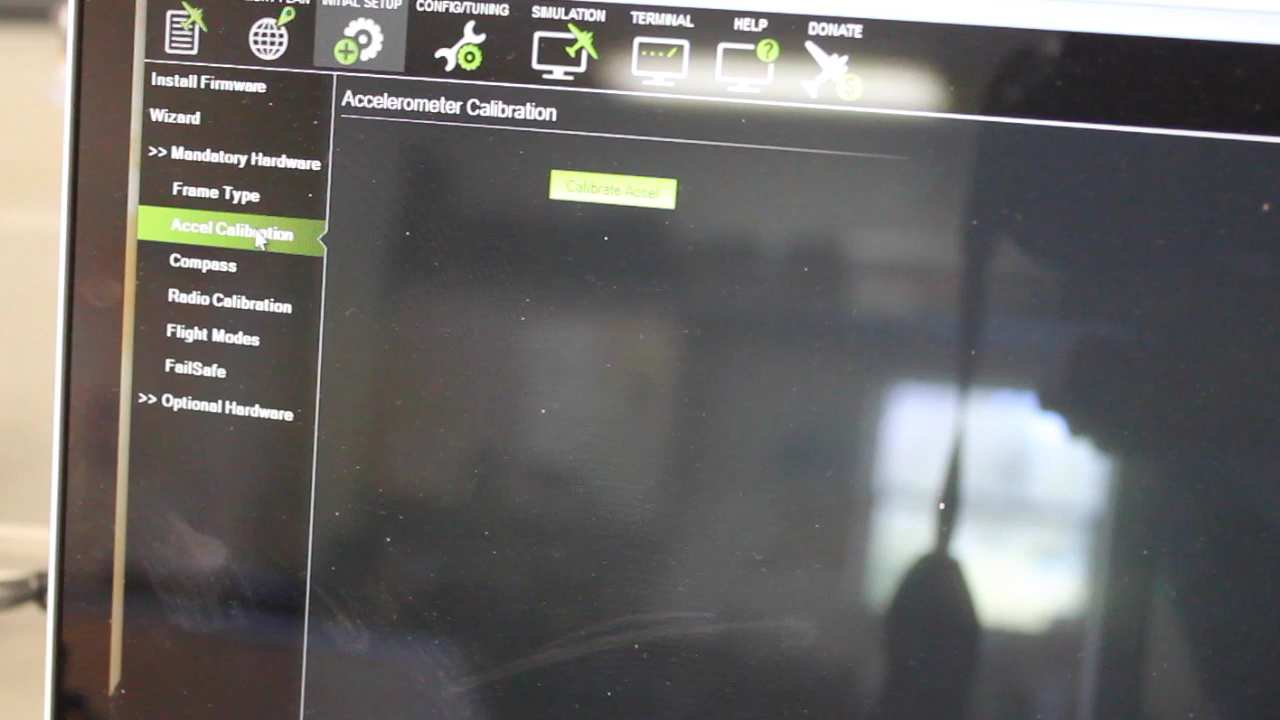 INITIAL SETUP
CONFIG/TUNING
SIMULATION
TERMINAL
HELP
DONATE
Install Firmware
Wizard
>> Mandatory Hardware
Frame Type
Accel Calibration
Compass
Radio Calibration
Flight Modes
FailSafe
>> Optional Hardware
Accelerometer Calibration
Calibrate Accel